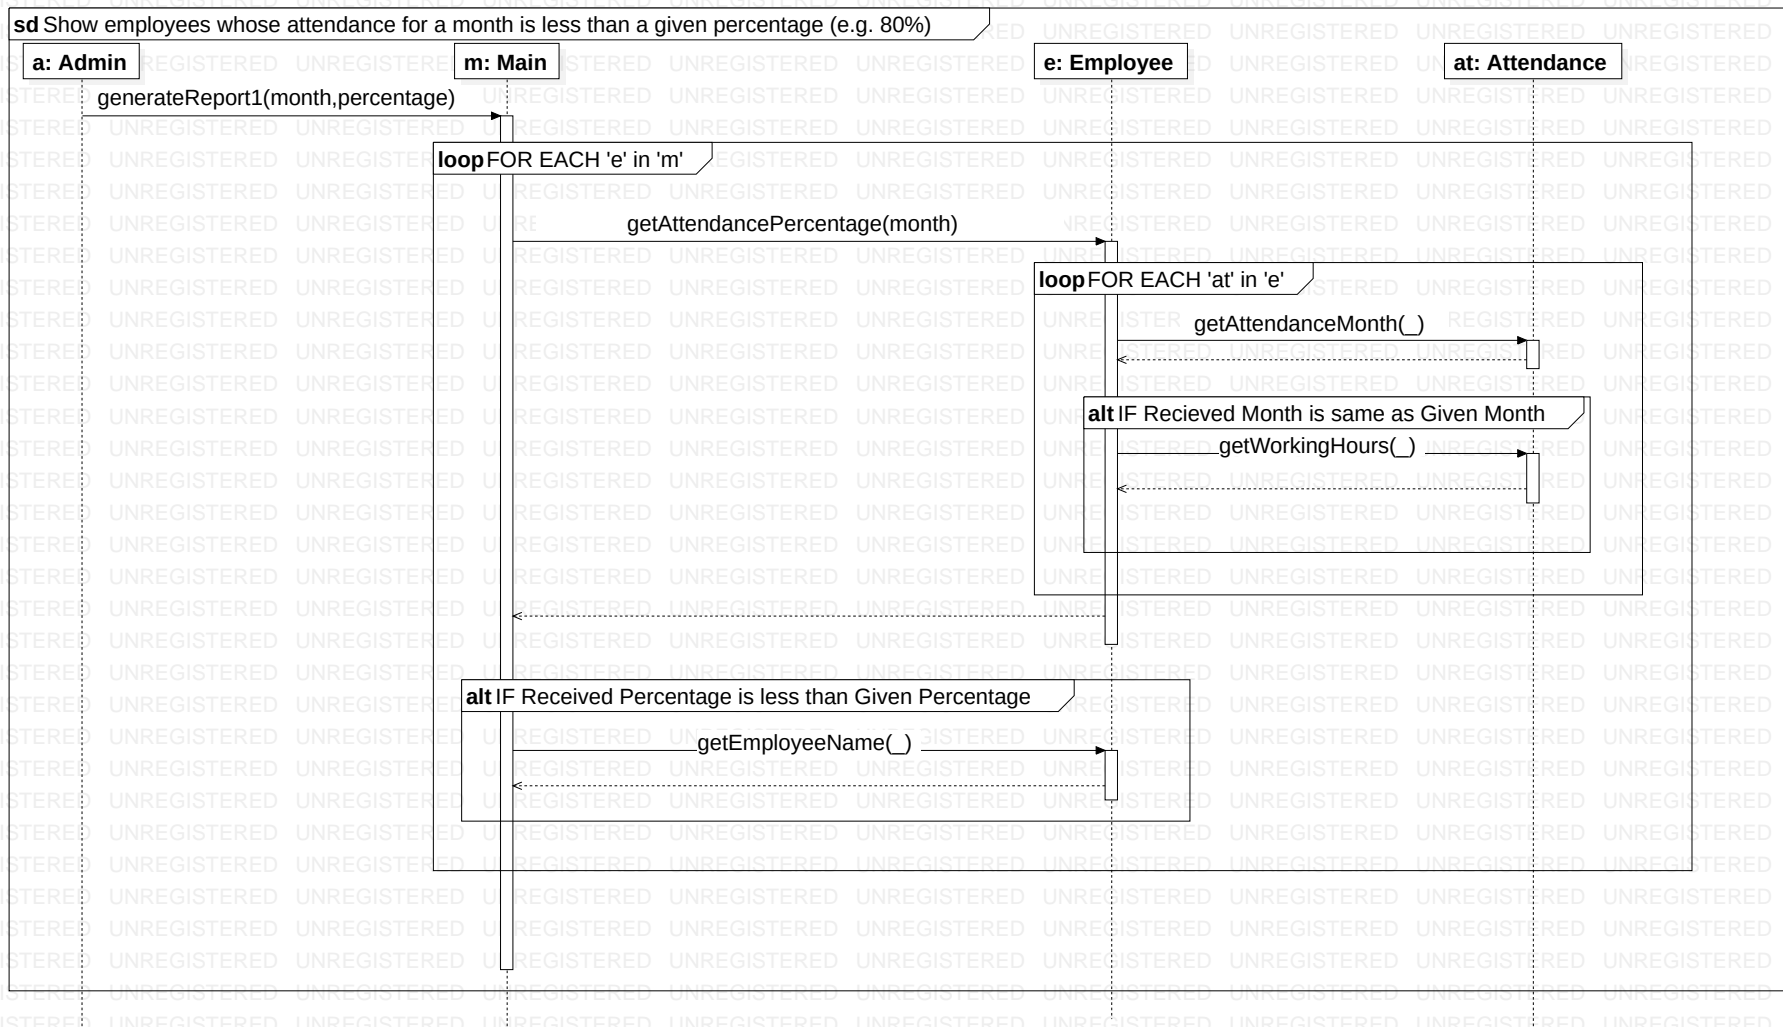 sd Show employees whose attendance for a month is less than a given percentage (e.g. 80%)
a: Admin
m: Main
e: Employee
at: Attendance
generateReport1(month,percentage)
loop FOR EACH 'e' in 'm'
getAttendancePercentage(month)
loop FOR EACH 'at' in 'e'
getAttendanceMonth(_)
alt IF Recieved Month is same as Given Month
getWorkingHours(_)
alt IF Received Percentage is less than Given Percentage
getEmployeeName(_)
UNREGISTERED